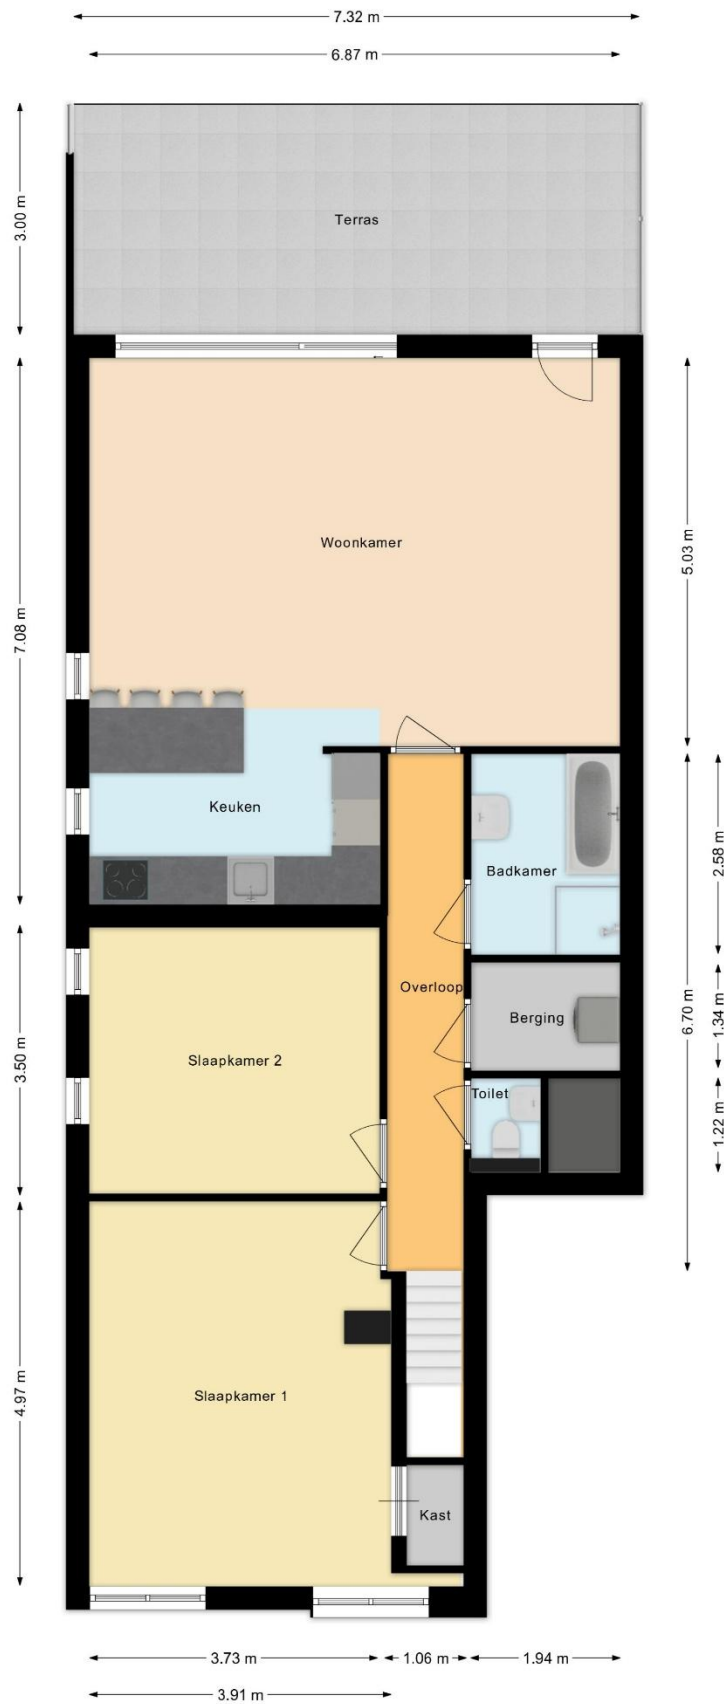 7.32 m
6.87 m
3.00 m
Terras
7.08 m
Woonkamer
5.03 m
Keuken
Badkamer
2.58 m
Overloop
Berging
6.70 m
1.34 m
3.50 m
Slaapkamer 2
Toilet
1.22 m
4.97 m
Slaapkamer 1
Kast
3.73 m
1.06 m
1.94 m
3.91 m